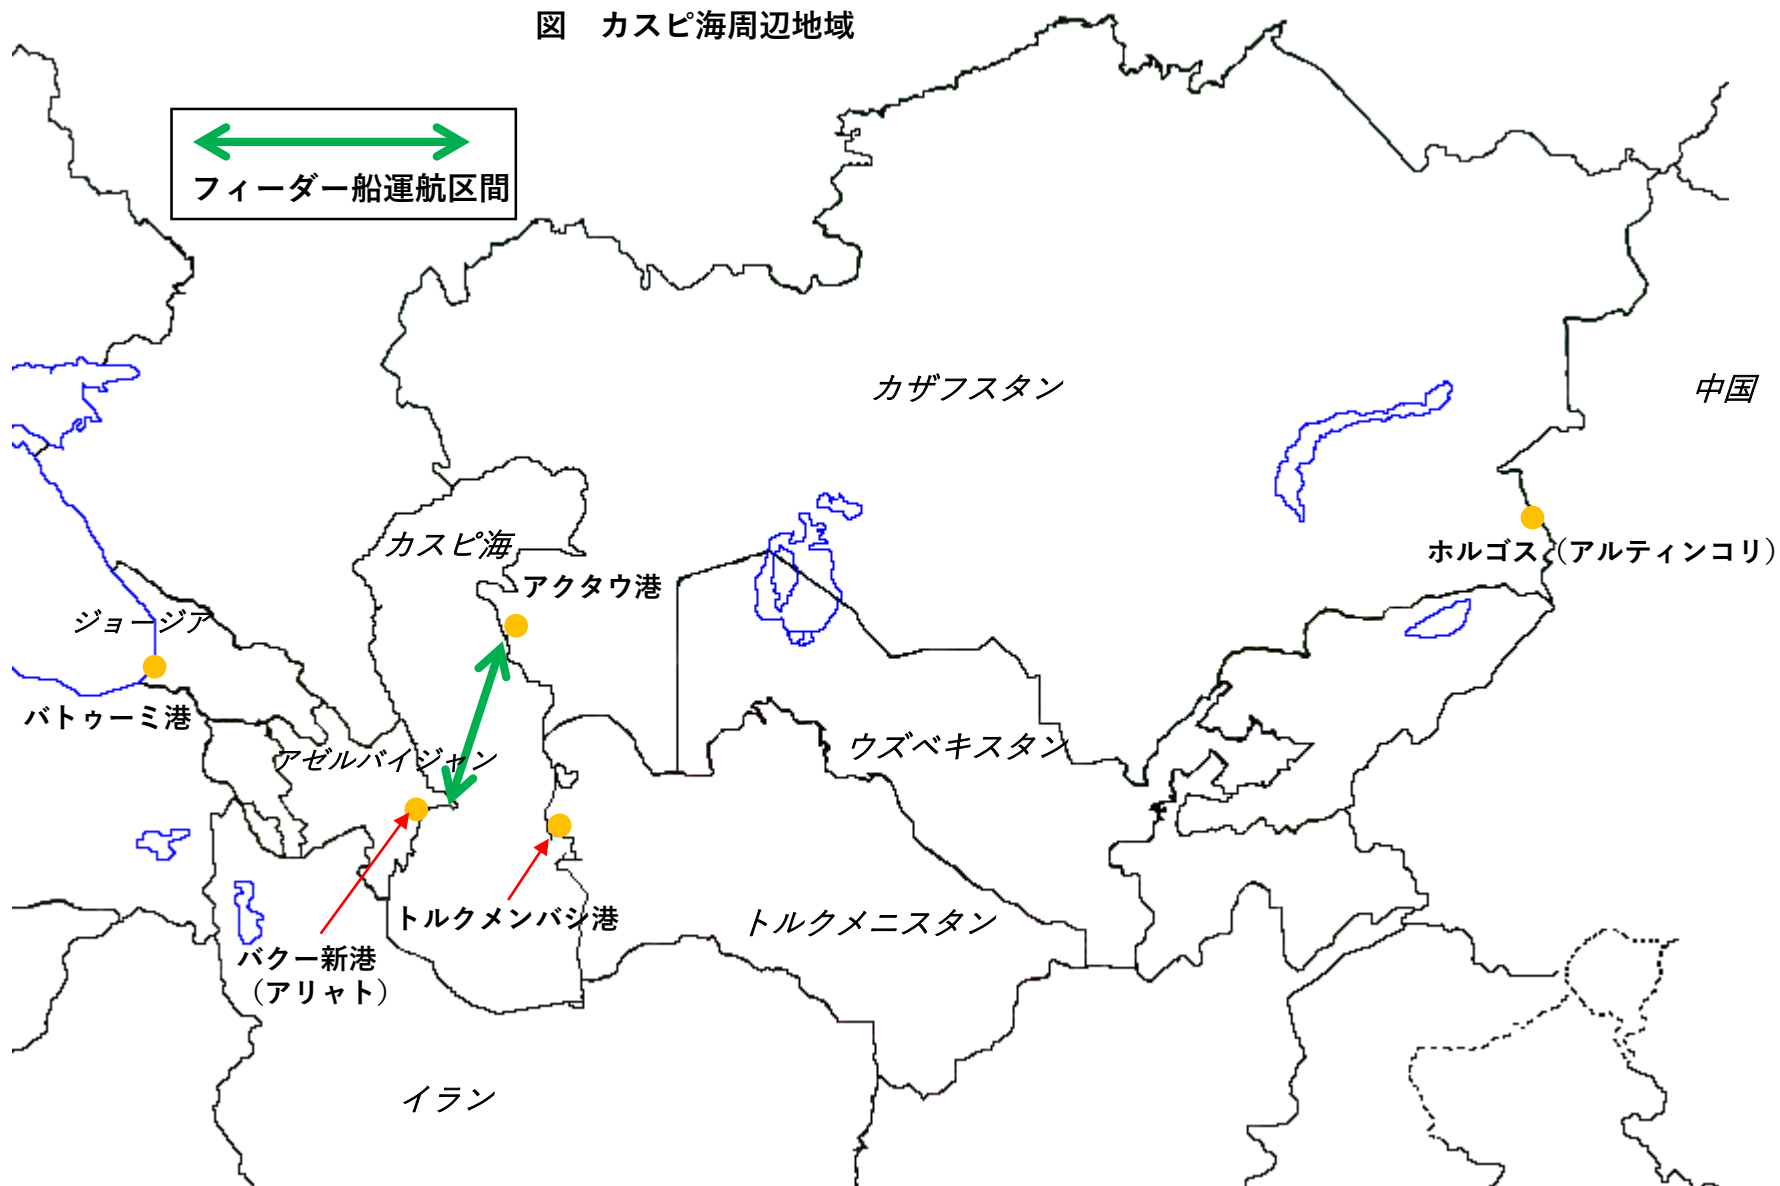 図　カスピ海周辺地域
フィーダー船運航区間
カザフスタン
中国
カスピ海
ホルゴス（アルティンコリ）
アクタウ港
ジョージア
バトゥーミ港
アゼルバイジャン
ウズベキスタン
トルクメンバシ港
トルクメニスタン
バクー新港
（アリャト）
イラン